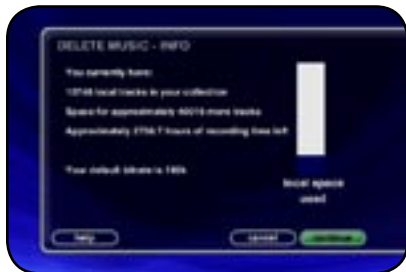 DELETE MUSIC - INFO
You currently have:
local tracks in your collection
Space for approximately more tracks
Approximately hours of recording time left
Your default bitrate is
local space
used
help
cancel
continue